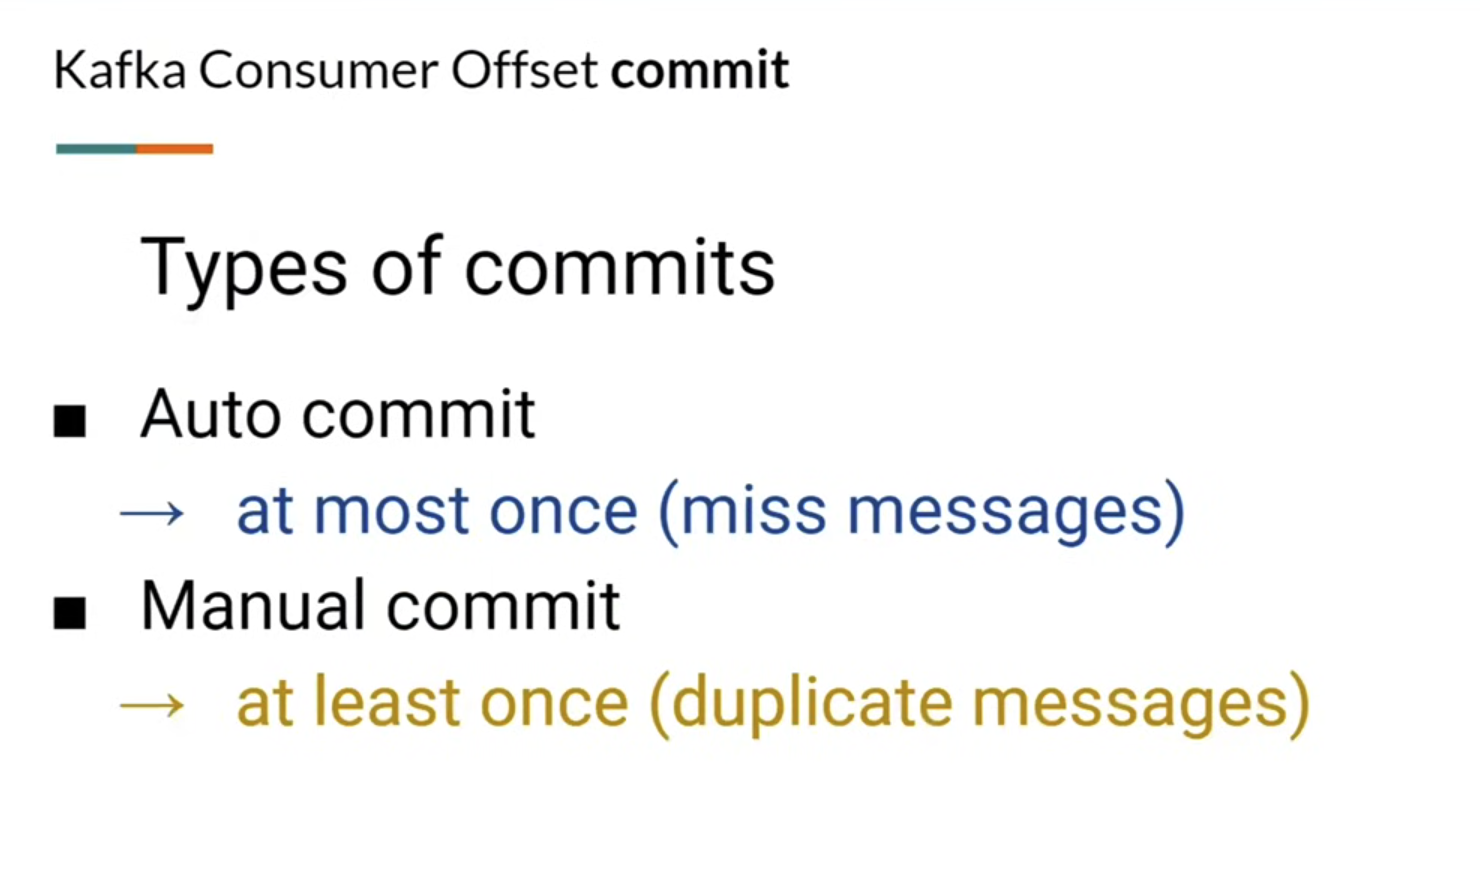 Kafka Consumer Offset commit
Types of commits
■ Auto commit
→ at most once (miss messages)
■ Manual commit
→ at least once (duplicate messages)